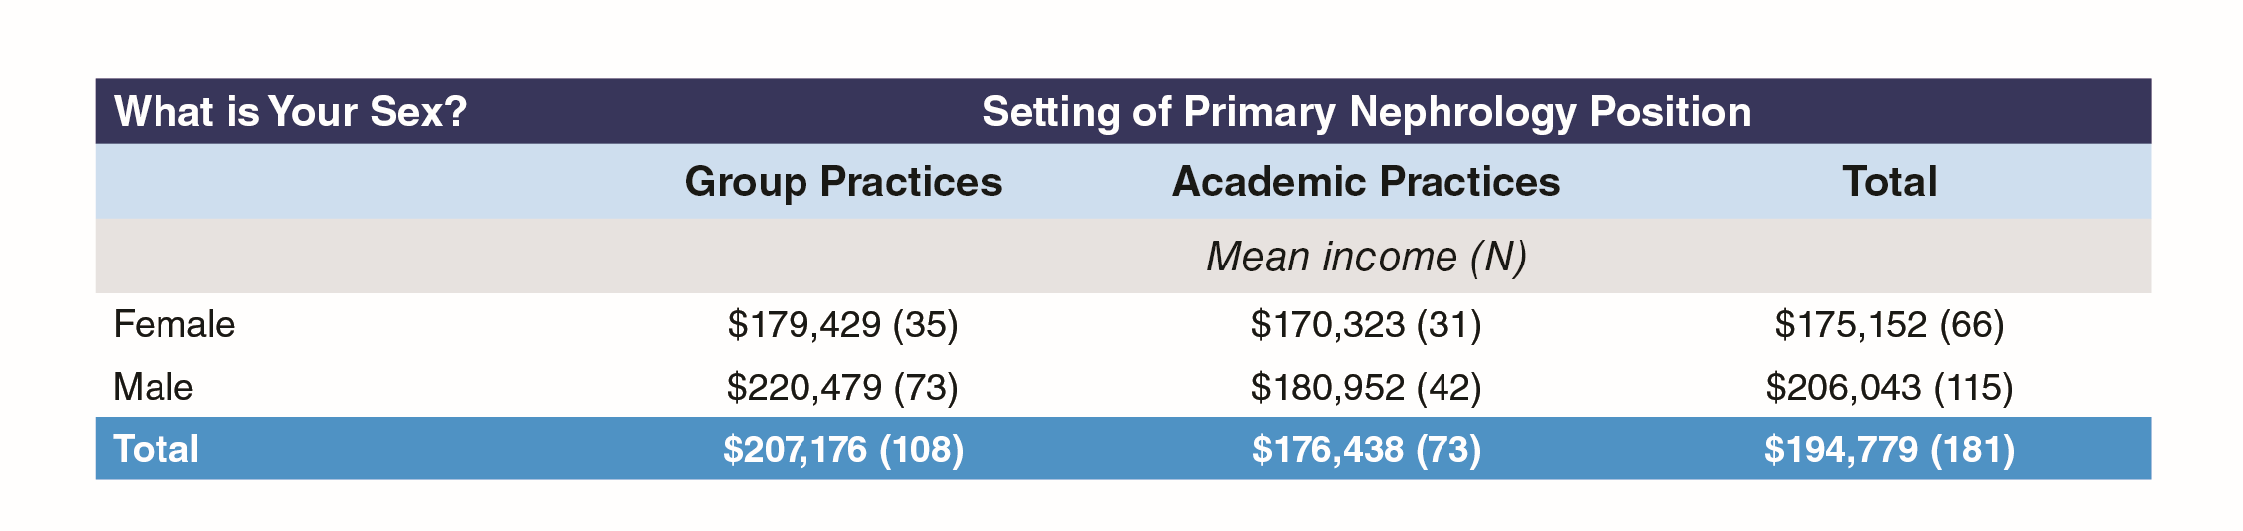 What is Your Sex? Setting of Primary Nephrology Position
Group Practices Academic Practices Total
Mean income (N)
Female $179,429 (35) $170,323 (31) $175,152 (66)
Male $220,479 (73) $180,952 (42) $206,043 (115)
Total $207,176 (108) $176,438 (73) $194,779 (181)